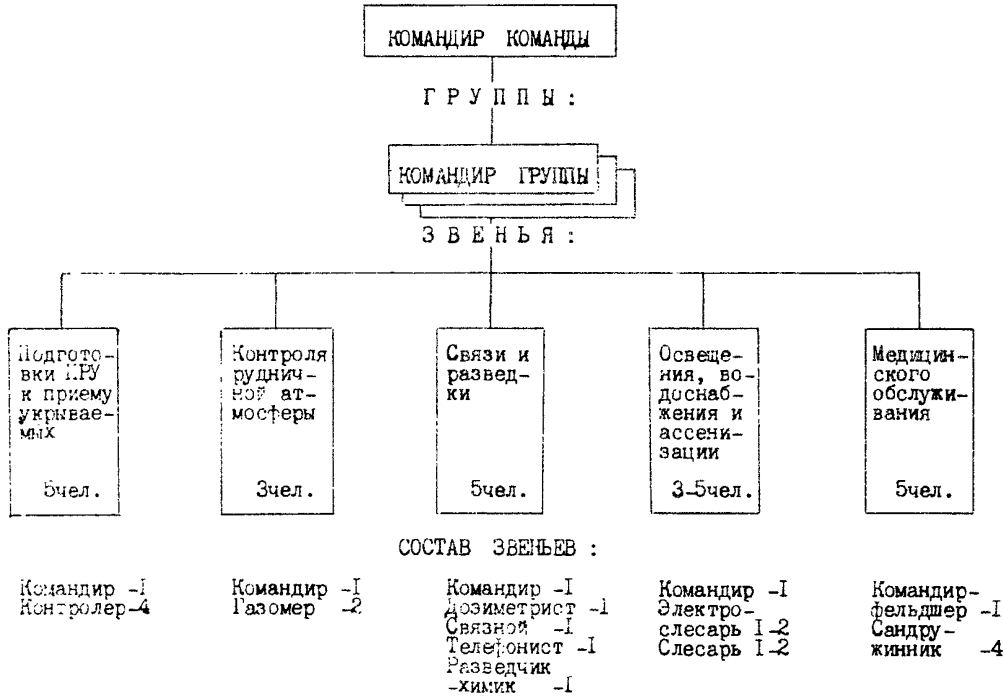 КОМАНДИР КОМАНДЫ
ГРУППЫ:
КОМАНДИР ГРУППЫ
ЗВЕНЬЯ:
Подгото-
вки ПРУ
к приему
укрывае-
мых
5чел.
Контроля
руднич-
ной ат-
мосферы
3чел.
Связи и
развед-
ки
5чел.
Освеще-
ния, во-
доснаб-
жения и
ассени-
зации
3-5чел.
Медицин-
ского
обслужи-
вания
5чел.
СОСТАВ ЗВЕНЬЕВ :
Командир -I
Контролер-4
Командир -I
Газомер -2
Командир -I
Дозиметрист -I
Связной -I
Телефонист -I
Разведчик
-химик -I
Командир -I
Электро-
слесарь I-2
Слесарь I-2
Командир-
фельдшер -I
Сандру-
жинник -4